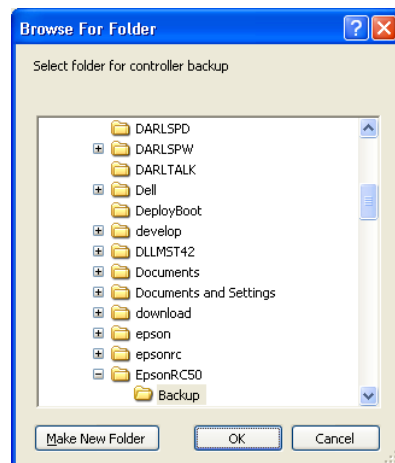 Browse For Folder
Select folder for controller backup
DARLSPD
DARLSPW
DARLTALK
Dell
DeployBoot
develop
DLLMST42
Documents
Documents and Settings
download
epson
epsonrc
EpsonRC50
Backup
Make New Folder OK Cancel